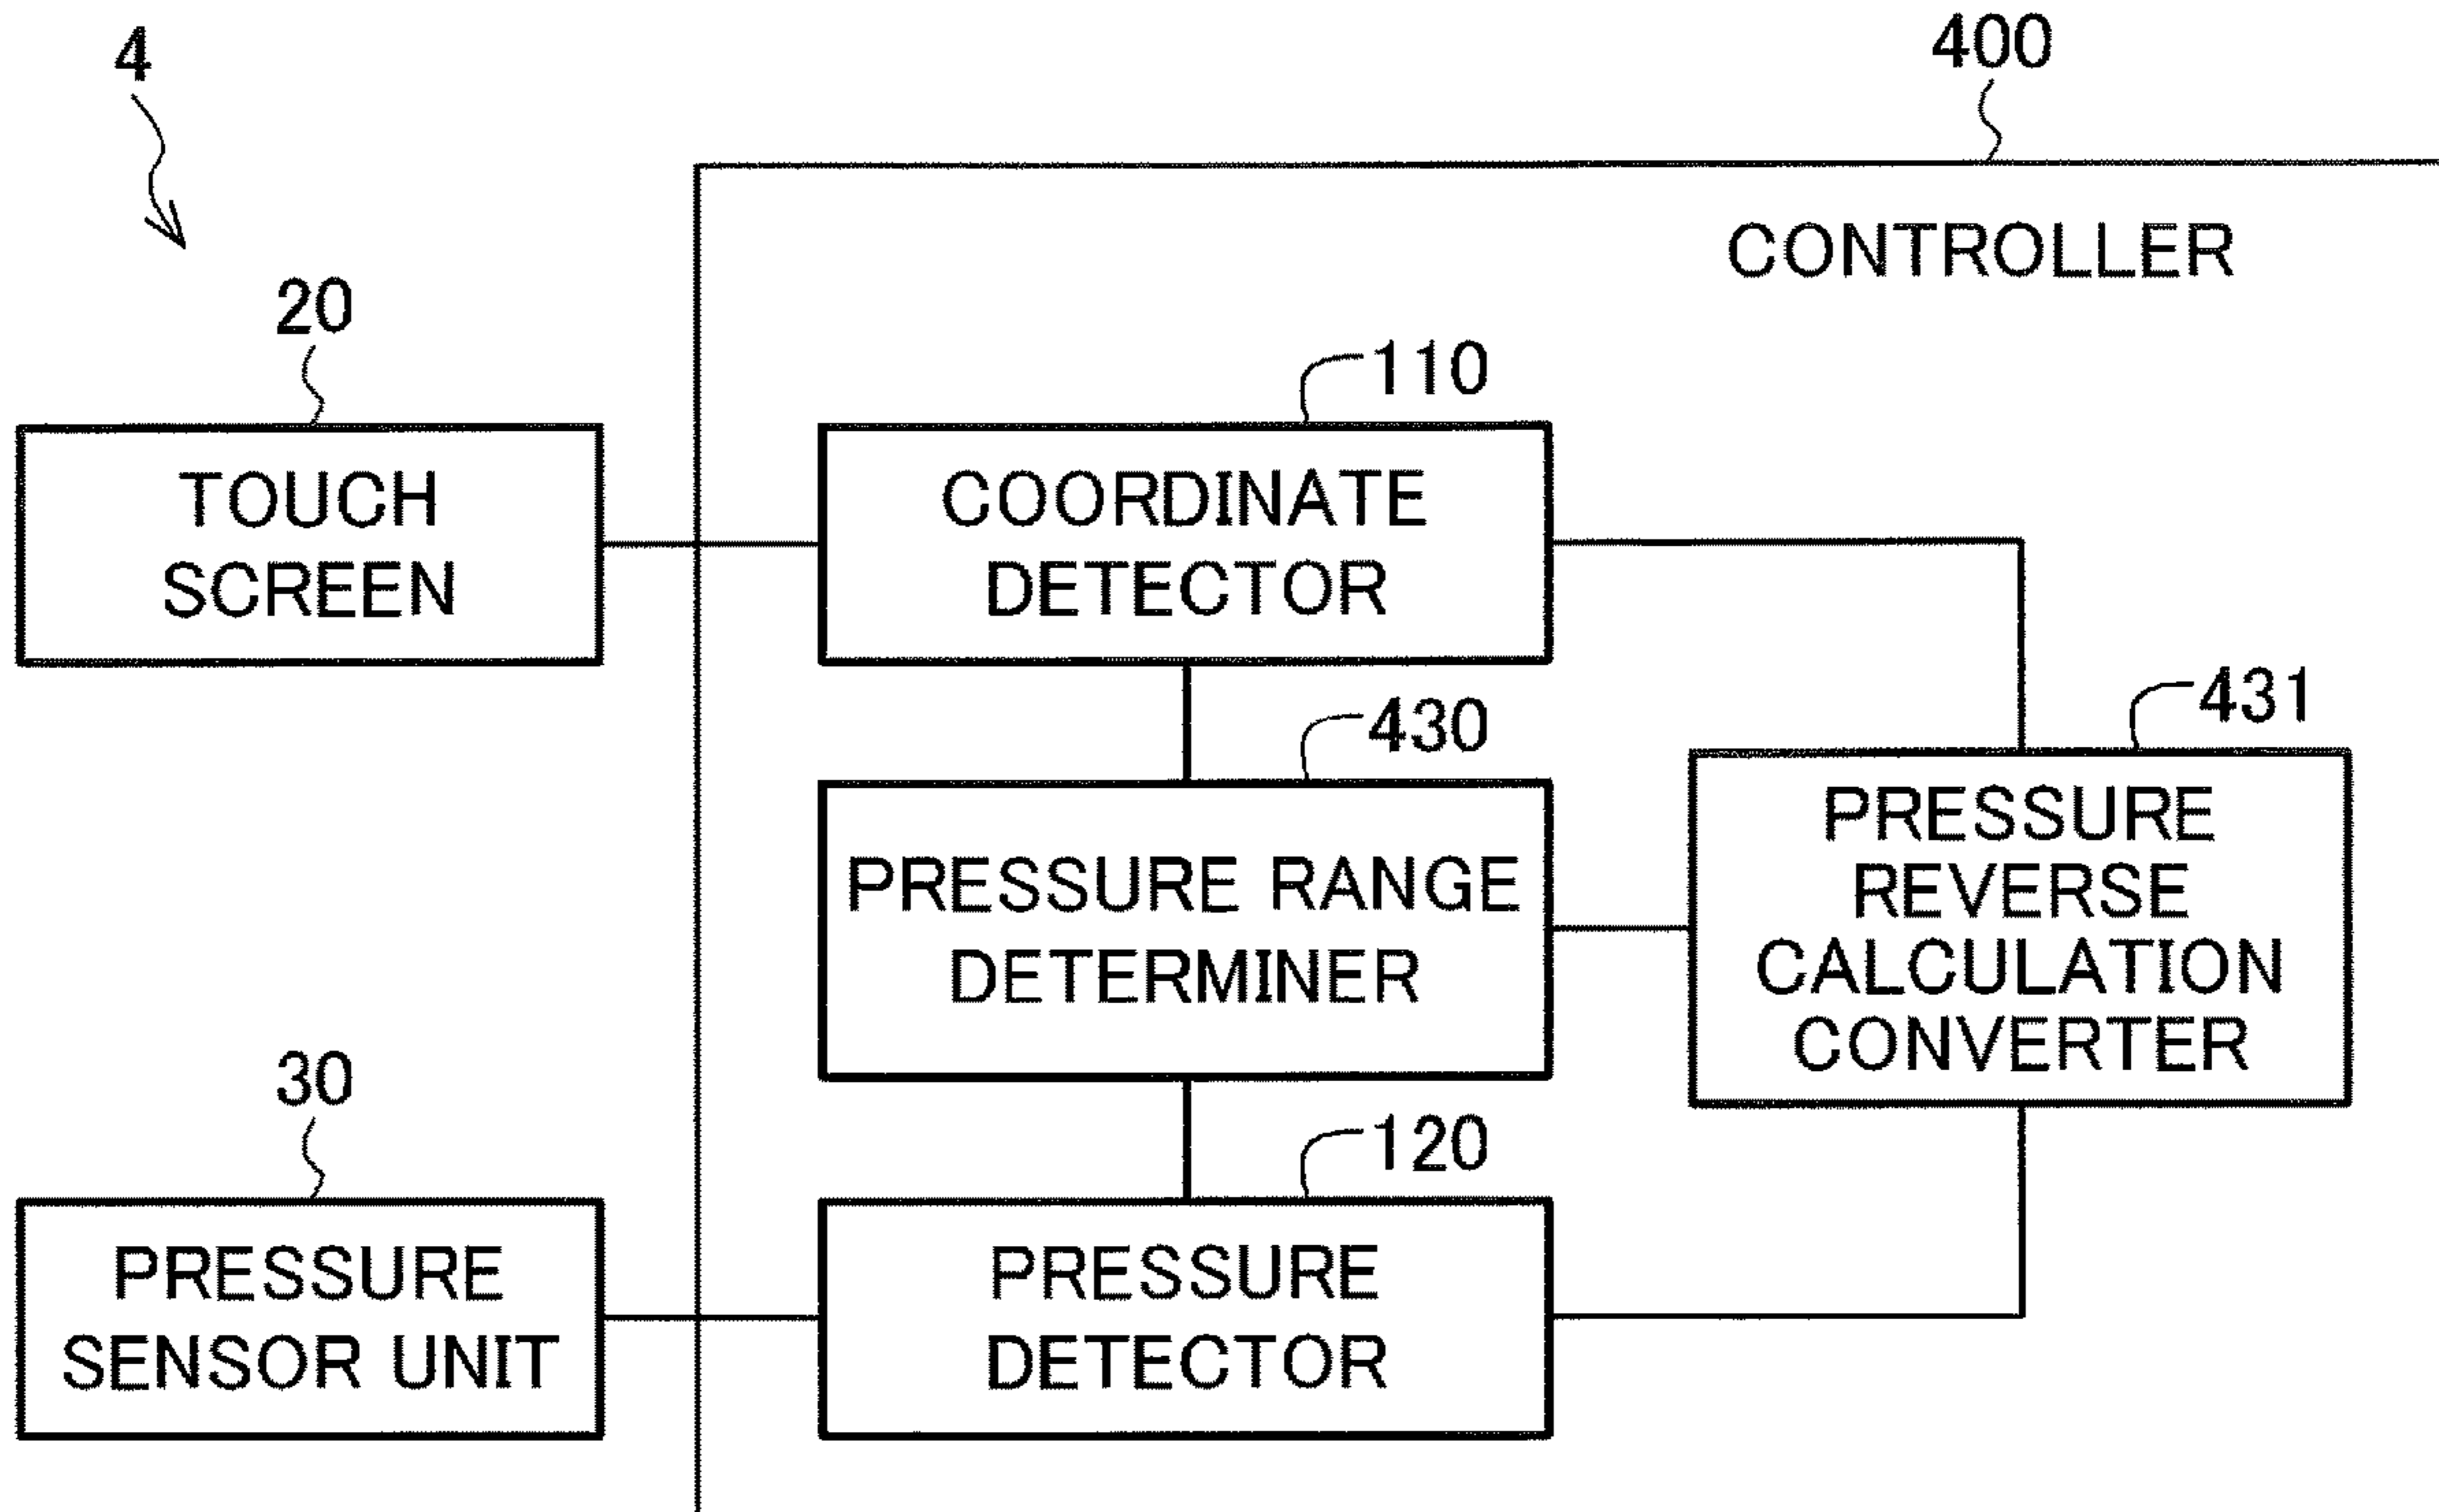 4
400
CONTROLLER
20
110
TOUCH
SCREEN
COORDINATE
DETECTOR
430
431
PRESSURE RANGE
DETERMINER
PRESSURE
REVERSE
CALCULATION
CONVERTER
30
120
PRESSURE
SENSOR UNIT
PRESSURE
DETECTOR